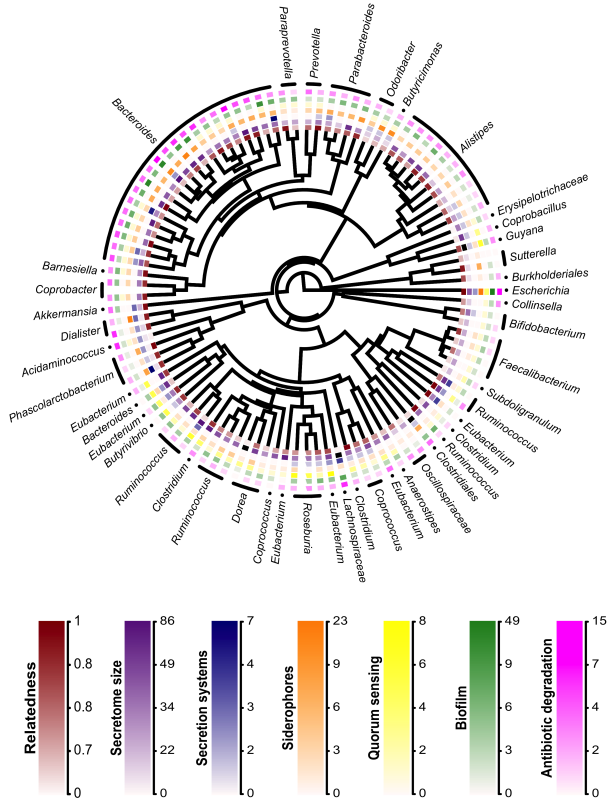 Paraprevotella
Prevotella
Parabacteroides
Odoribacter
Butyricimonas
Alistipes
Erysipelotrichaceae
Coprobacillus
Guyana
Sutterella
Burkholderiales
Escherichia
Collinsella
Bifidobacterium
Faecalibacterium
Subdoligranulum
Ruminococcus
Eubacterium
Clostridium
Ruminococcus
Clostridiales
Oscillospiraceae
Anaerostipes
Eubacterium
Coprococcus
Clostridium
Lachnospiraceae
Eubacterium
Roseburia
Eubacterium
Coprococcus
Dorea
Ruminococcus
Clostridium
Ruminococcus
Butyrivibrio
Eubacterium
Bacteroides
Eubacterium
Phascolarctobacterium
Acidaminococcus
Dialister
Akkermansia
Coprobacter
Barnesiella
Bacteroides
Relatedness
1
0.8
0.8
0.7
0
Secretome size
86
49
34
22
0
Secretion systems
7
4
3
2
0
Siderophores
23
9
6
3
0
Quorum sensing
8
6
4
2
0
Biofilm
49
9
6
3
0
Antibiotic degradation
15
7
4
2
0